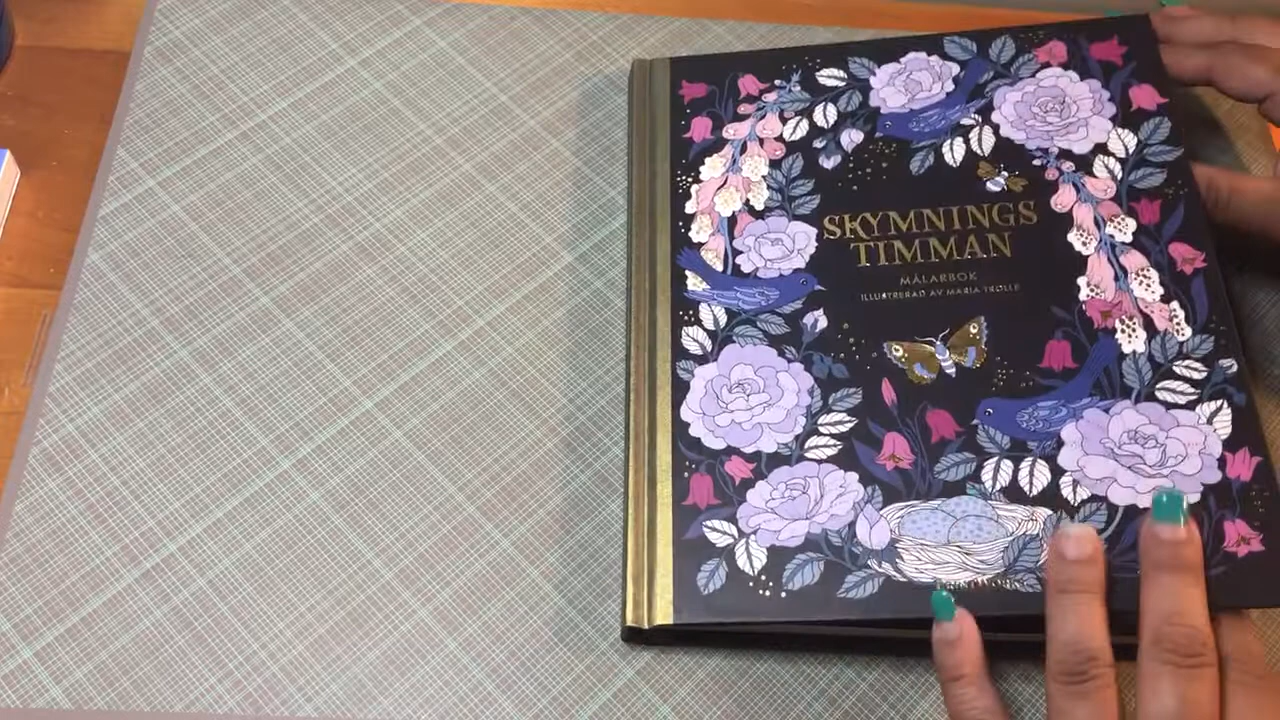 SKYMNINGS
TIMMAN
MÅLARBOK
ILLUSTRERAD AV MARIA TROLLE